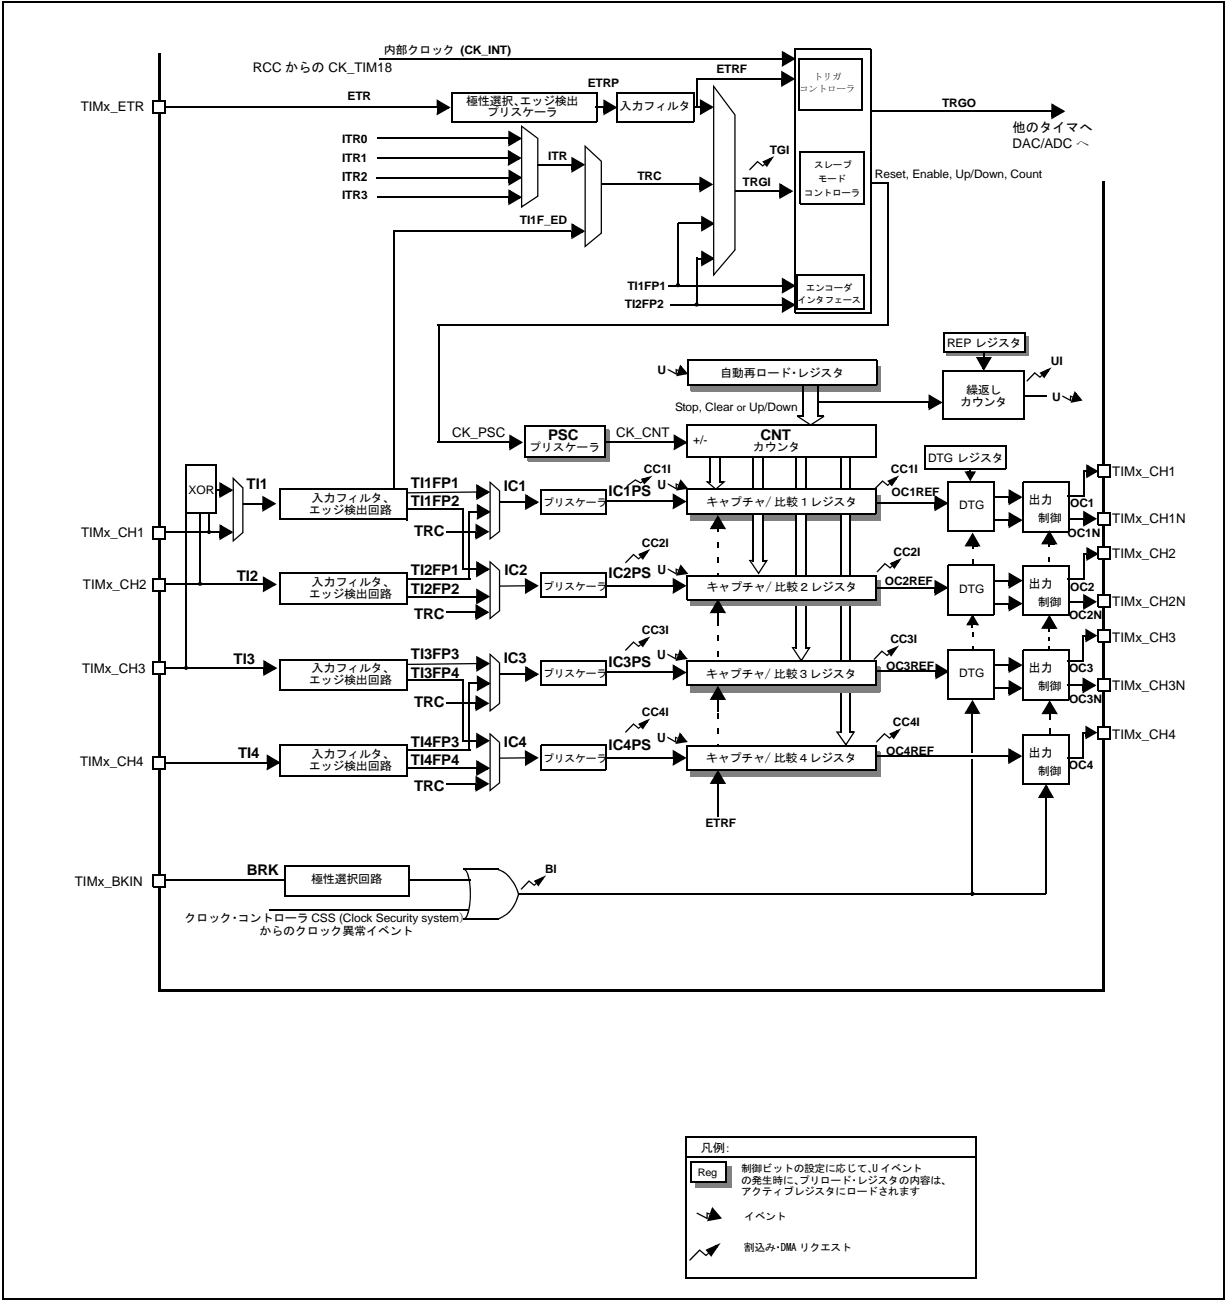 内部クロック (CK_INT)
RCC からの CK_TIM18
ETRF
トリガ
コントローラ
ETR
ETRP
TIMx_ETR
極性選択、エッジ検出
プリスケーラ
入力フィルタ
TRGO
他のタイマへ
DAC/ADC へ
ITR0
ITR1
ITR2
ITR3
ITR
TRC
TGI
TRGI
スレーブ
モード
コントローラ
Reset, Enable, Up/Down, Count
TI1F_ED
TI1FP1
TI2FP2
エンコーダ
インタフェース
REP レジスタ
U
自動再ロード・レジスタ
UI
繰返し
カウンタ
U
Stop, Clear or Up/Down
CK_PSC
PSC
プリスケーラ
CK_CNT
+/-
CNT
カウンタ
DTG レジスタ
XOR
TI1
入力フィルタ、
エッジ検出回路
TI1FP1
TI1FP2
TRC
IC1
プリスケーラ
CC1I
IC1PS
U
キャプチャ/ 比較 1 レジスタ
CC1I
OC1REF
DTG
出力
制御
OC1
OC1N
TIMx_CH1
TIMx_CH1N
TIMx_CH1
TIMx_CH2
TI2
入力フィルタ、
エッジ検出回路
TI2FP1
TI2FP2
TRC
IC2
プリスケーラ
CC2I
IC2PS
U
キャプチャ/ 比較 2 レジスタ
CC2I
OC2REF
DTG
出力
制御
OC2
OC2N
TIMx_CH2
TIMx_CH2N
TIMx_CH3
TI3
入力フィルタ、
エッジ検出回路
TI3FP3
TI3FP4
TRC
IC3
プリスケーラ
CC3I
IC3PS
U
キャプチャ/ 比較 3 レジスタ
CC3I
OC3REF
DTG
出力
制御
OC3
OC3N
TIMx_CH3
TIMx_CH3N
TIMx_CH4
TI4
入力フィルタ、
エッジ検出回路
TI4FP3
TI4FP4
TRC
IC4
プリスケーラ
CC4I
IC4PS
U
キャプチャ/ 比較 4 レジスタ
CC4I
OC4REF
出力
制御
OC4
TIMx_CH4
ETRF
TIMx_BKIN
BRK
極性選択回路
BI
クロック・コントローラ CSS (Clock Security system)
からのクロック異常イベント
凡例:
Reg
制御ビットの設定に応じて、U イベント
の発生時に、プリロード・レジスタの内容は、
アクティブレジスタにロードされます
イベント
割込み・DMA リクエスト